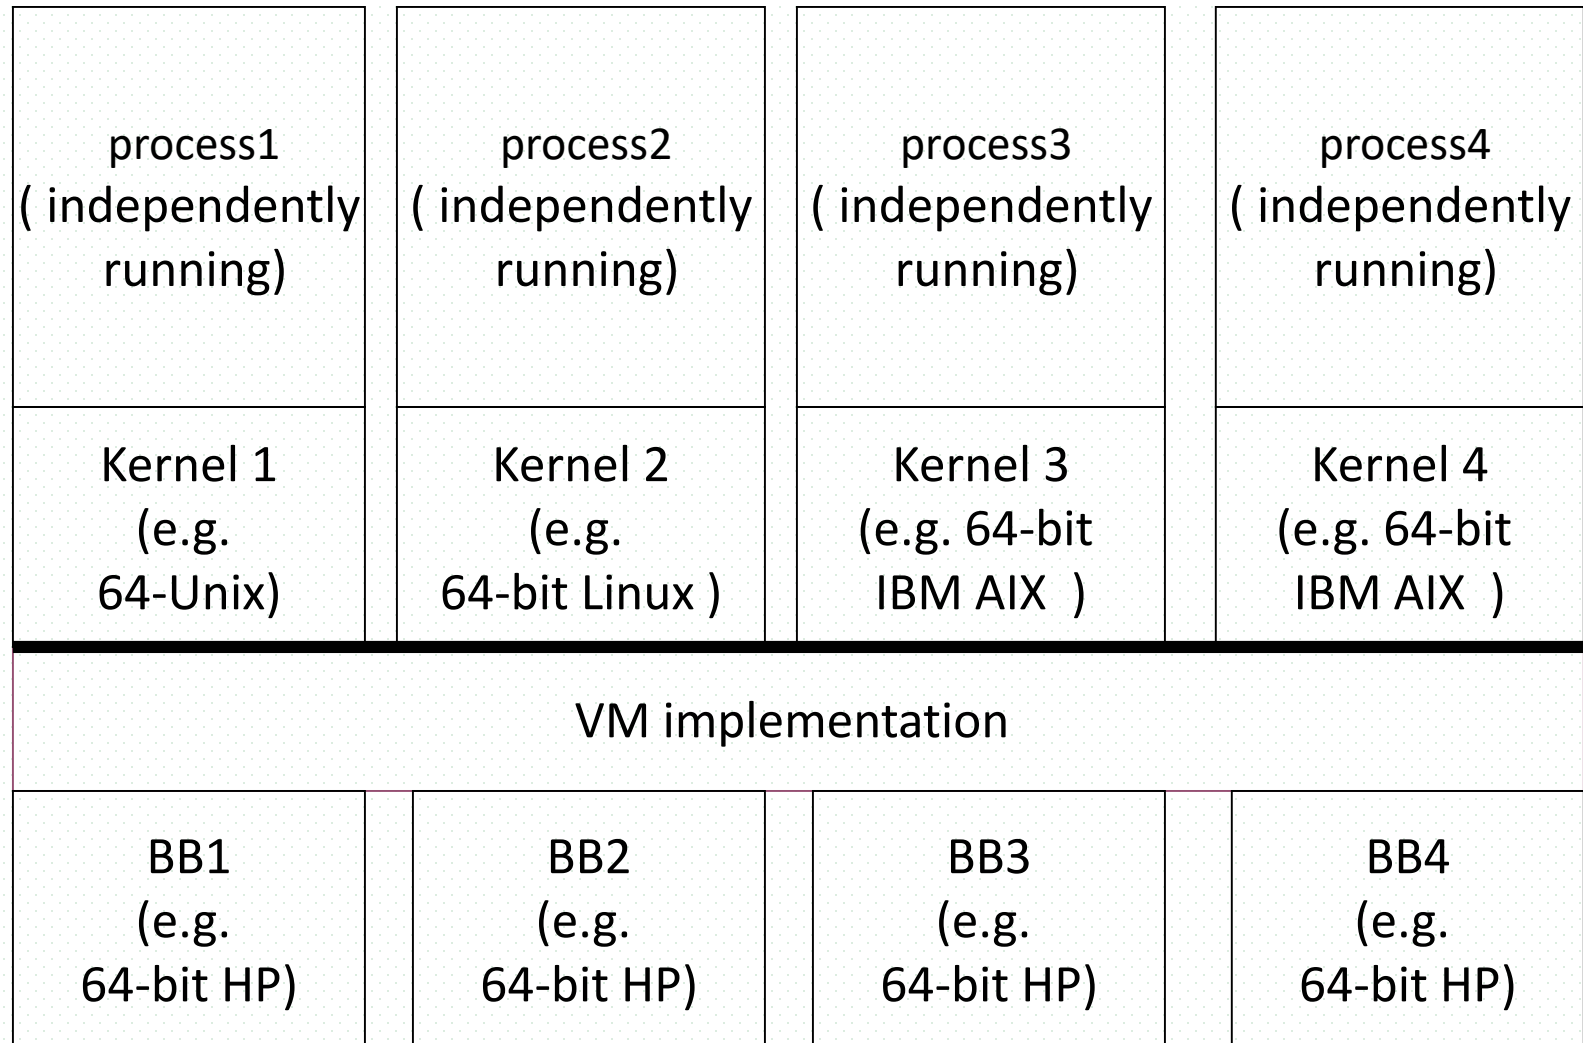 process1
( independently
running)
process2
( independently
running)
process3
( independently
running)
process4
( independently
running)
Kernel 1
(e.g.
64-Unix)
Kernel 2
(e.g.
64-bit Linux )
Kernel 3
(e.g. 64-bit
IBM AIX  )
Kernel 4
(e.g. 64-bit
IBM AIX  )
VM implementation
BB1
(e.g.
64-bit HP)
BB2
(e.g.
64-bit HP)
BB3
(e.g.
64-bit HP)
BB4
(e.g.
64-bit HP)